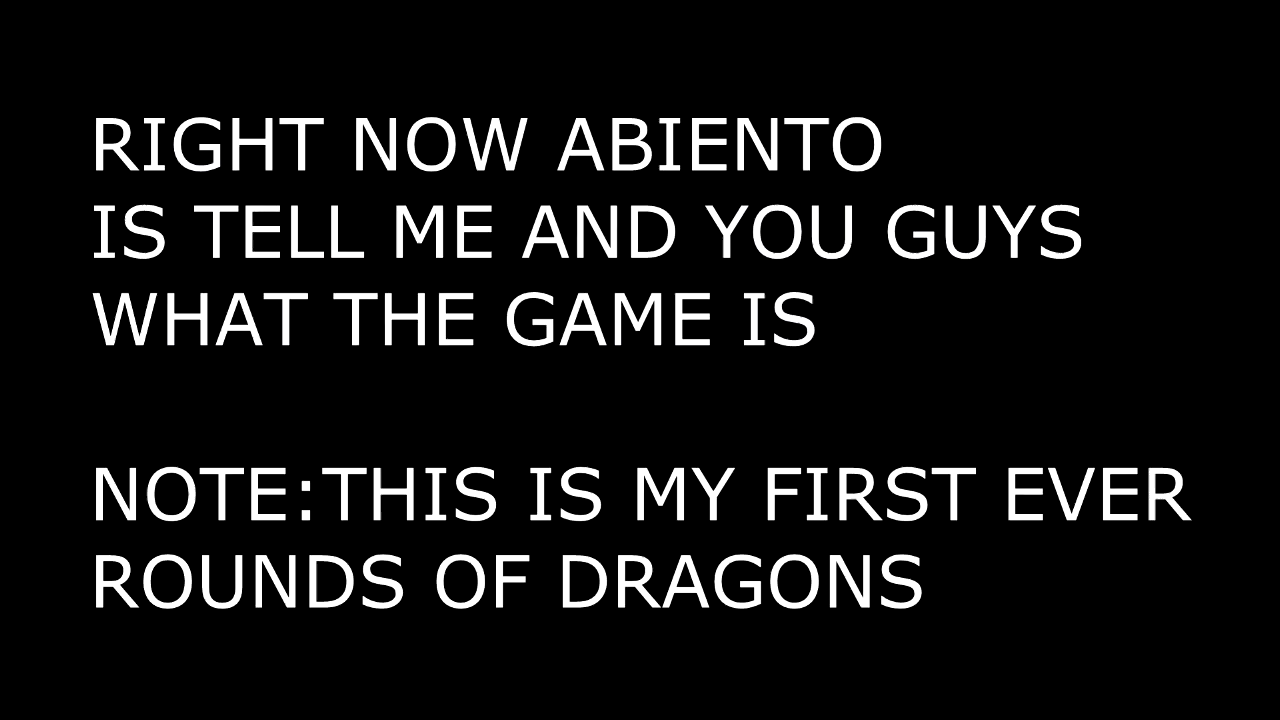 RIGHT NOW ABIENTO
IS TELL ME AND YOU GUYS
WHAT THE GAME IS
NOTE:THIS IS MY FIRST EVER
ROUNDS OF DRAGONS